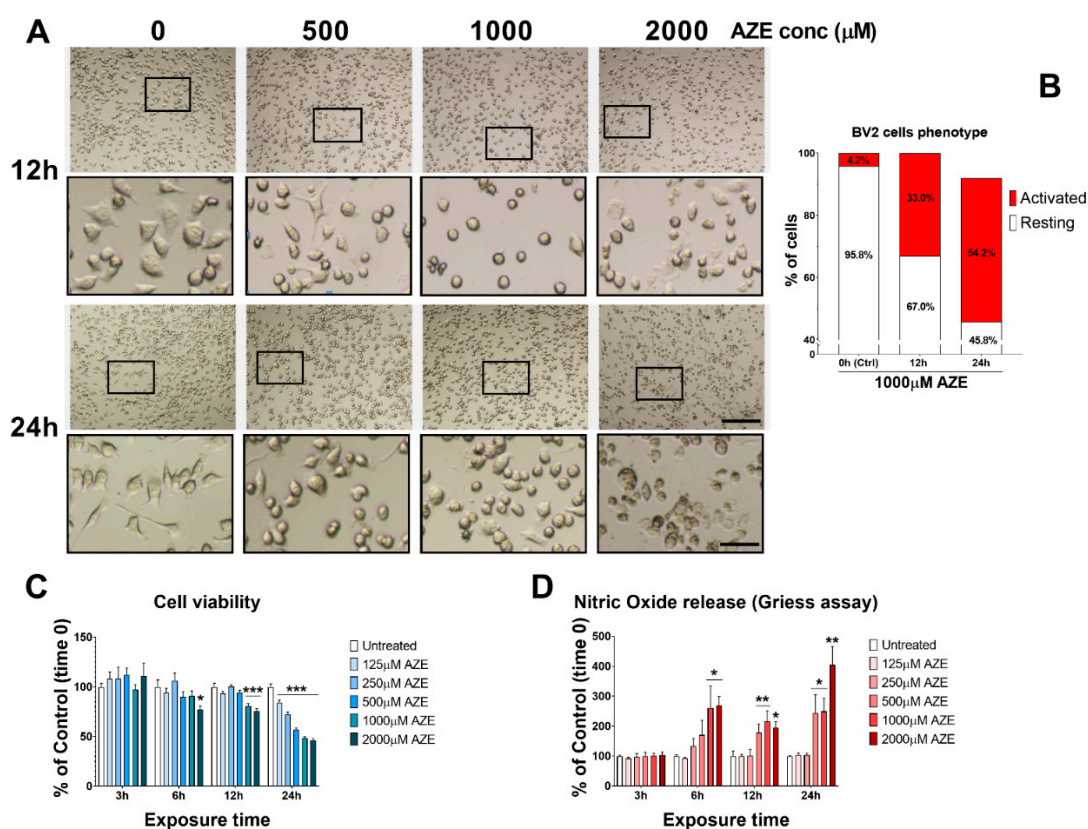 A
0 500 1000 2000 AZE conc (μM)
12h
24h
B
BV2 cells phenotype
% of cells
100
80
60
40
0
4.2%
95.8%
33.0%
67.0%
54.2%
45.8%
Activated
Resting
0h (Ctrl) 12h 24h
1000μM AZE
C
Cell viability
% of Control (time 0)
150
100
50
0
*
***
***
3h 6h 12h 24h
Exposure time
Untreated
125μM AZE
250μM AZE
500μM AZE
1000μM AZE
2000μM AZE
D
Nitric Oxide release (Griess assay)
% of Control (time 0)
500
400
300
200
100
0
*
**
*
*
**
3h 6h 12h 24h
Exposure time
Untreated
125μM AZE
250μM AZE
500μM AZE
1000μM AZE
2000μM AZE